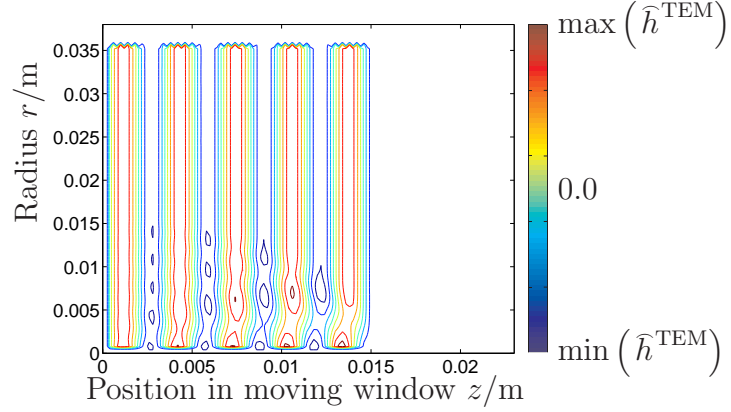 max (ĥ^TEM)
0.0
min (ĥ^TEM)
Radius r/m
0.035
0.03
0.025
0.02
0.015
0.01
0.005
0
0 0.005 0.01 0.015 0.02
Position in moving window z/m